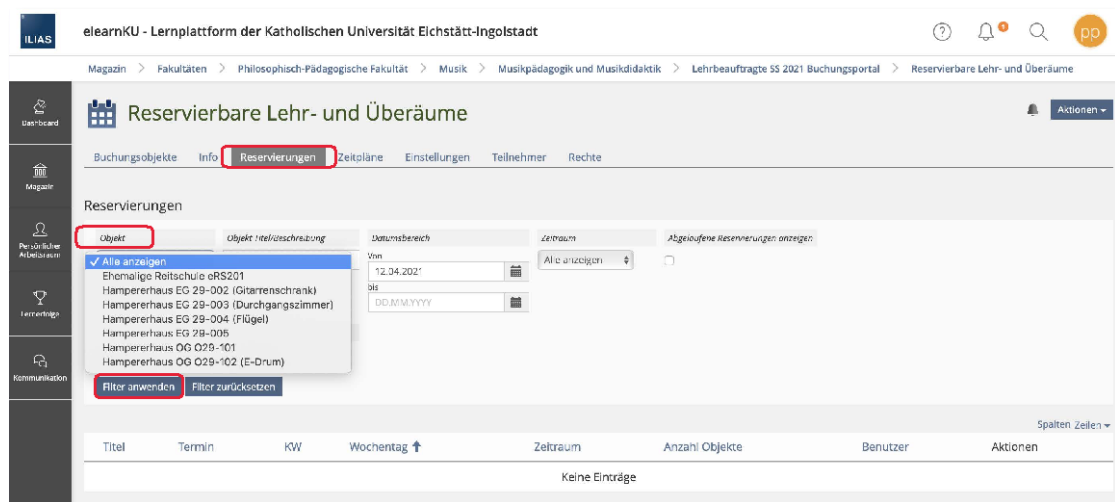 ILIAS
elearnKU - Lernplattform der Katholischen Universität Eichstätt-Ingolstadt
pp
Magazin > Fakultäten > Philosophisch-Pädagogische Fakultät > Musik > Musikpädagogik und Musikdidaktik > Lehrbeauftragte SS 2021 Buchungsportal > Reservierbare Lehr- und Überäume
Dashboard
Magazin
Persönlicher
Arbeitsraum
Lernerfolge
Kommunikation
Reservierbare Lehr- und Überäume
Aktionen
Buchungsobjekte Info Reservierungen Zeitpläne Einstellungen Teilnehmer Rechte
Reservierungen
Objekt Objekt Titel/Beschreibung Datumsbereich Zeitraum Abgelaufene Reservierungen anzeigen
✓ Alle anzeigen
Ehemalige Reitschule eRS201
Hampererhaus EG 29-002 (Gitarrenschrank)
Hampererhaus EG 29-003 (Durchgangszimmer)
Hampererhaus EG 29-004 (Flügel)
Hampererhaus EG 29-005
Hampererhaus OG O29-101
Hampererhaus OG O29-102 (E-Drum)
Von
12.04.2021
bis
DD.MM.YYYY
Alle anzeigen
Filter anwenden Filter zurücksetzen
Spalten Zeilen
Titel Termin KW Wochentag Zeitraum Anzahl Objekte Benutzer Aktionen
Keine Einträge